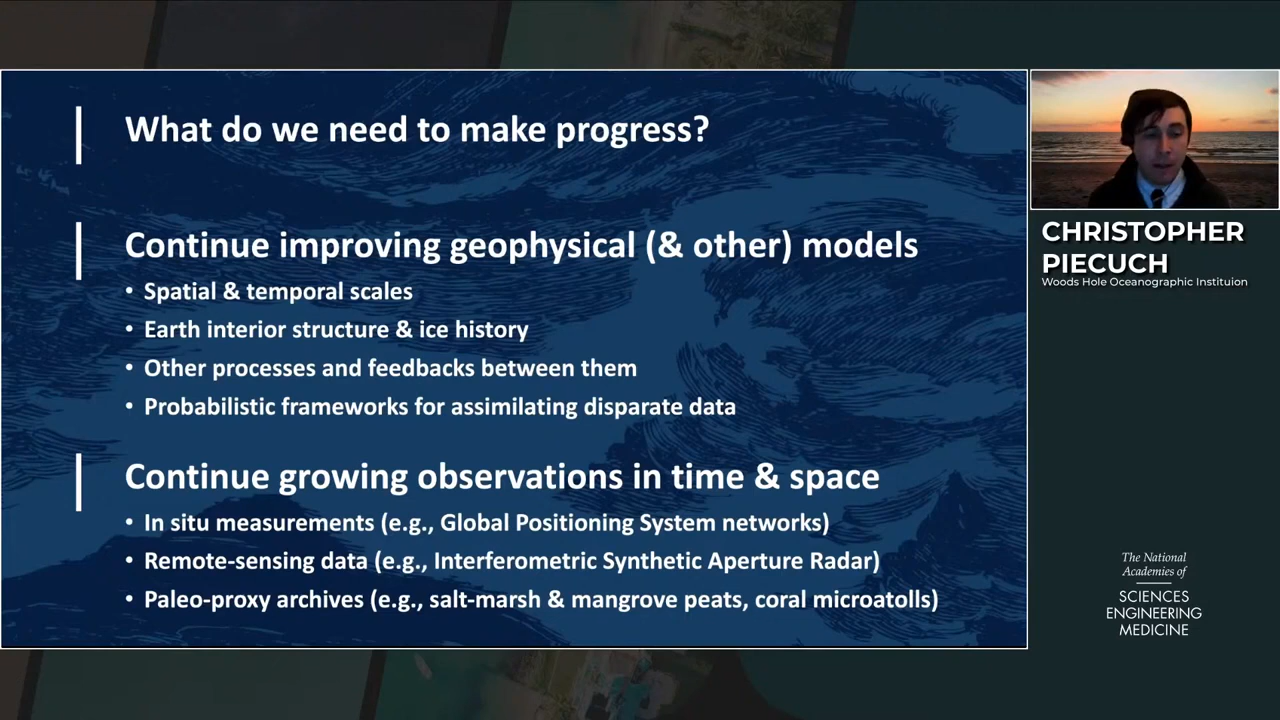 What do we need to make progress?
Continue improving geophysical (& other) models
• Spatial & temporal scales
• Earth interior structure & ice history
• Other processes and feedbacks between them
• Probabilistic frameworks for assimilating disparate data
Continue growing observations in time & space
• In situ measurements (e.g., Global Positioning System networks)
• Remote-sensing data (e.g., Interferometric Synthetic Aperture Radar)
• Paleo-proxy archives (e.g., salt-marsh & mangrove peats, coral microatolls)
CHRISTOPHER
PIECUCH
Woods Hole Oceanographic Instituion
The National
Academies of
SCIENCES
ENGINEERING
MEDICINE